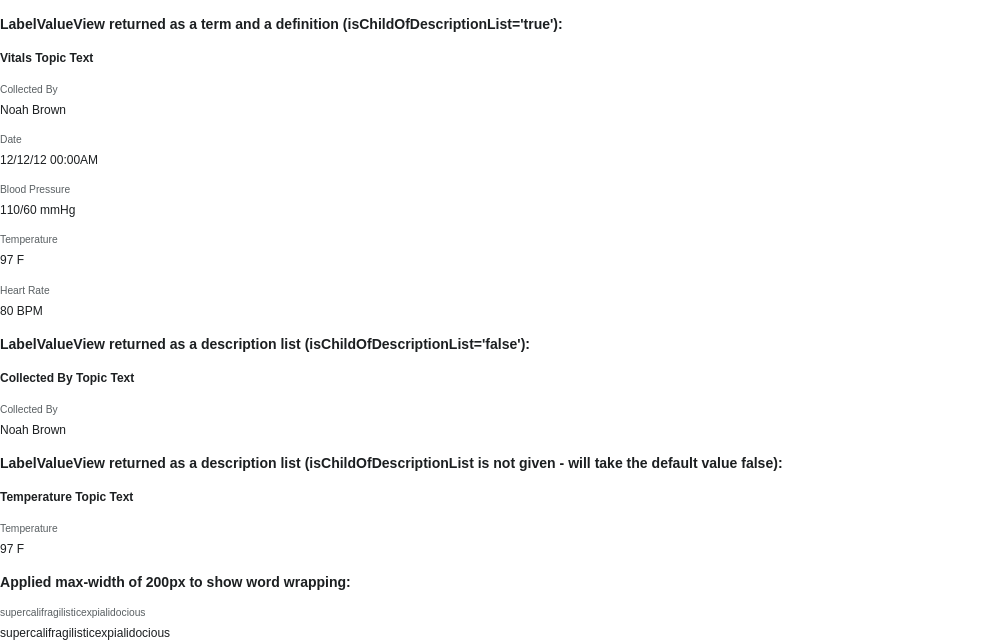 LabelValueView returned as a term and a definition (isChildOfDescriptionList='true'):
Vitals Topic Text
Collected By
Noah Brown
Date
12/12/12 00:00AM
Blood Pressure
110/60 mmHg
Temperature
97 F
Heart Rate
80 BPM
LabelValueView returned as a description list (isChildOfDescriptionList='false'):
Collected By Topic Text
Collected By
Noah Brown
LabelValueView returned as a description list (isChildOfDescriptionList is not given - will take the default value false):
Temperature Topic Text
Temperature
97 F
Applied max-width of 200px to show word wrapping:
supercalifragilisticexpialidocious
supercalifragilisticexpialidocious